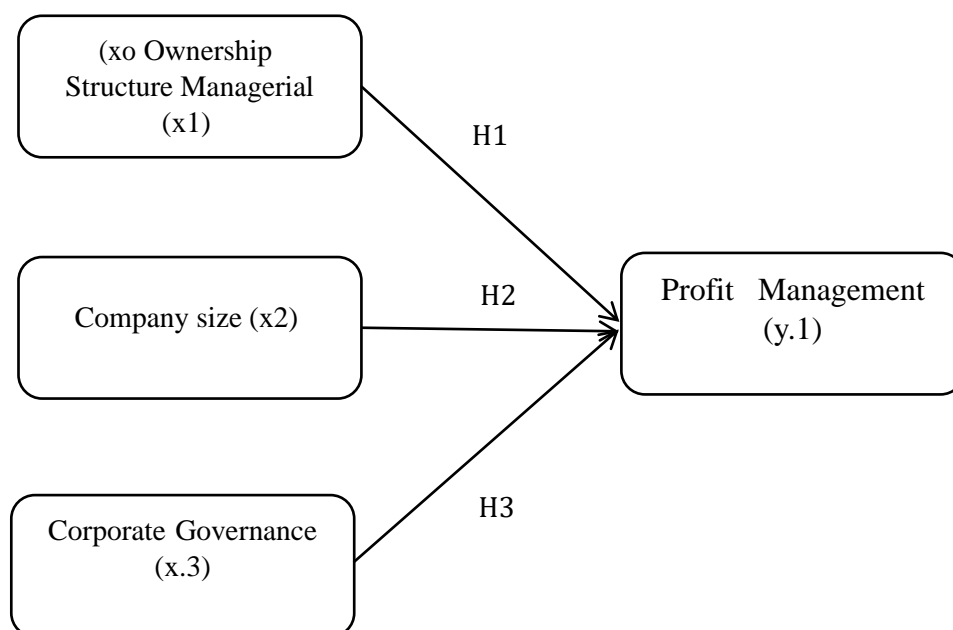 (xo Ownership
Structure Managerial
(x1)
H1
Company size (x2)
H2
Profit Management
(y.1)
Corporate Governance
(x.3)
H3